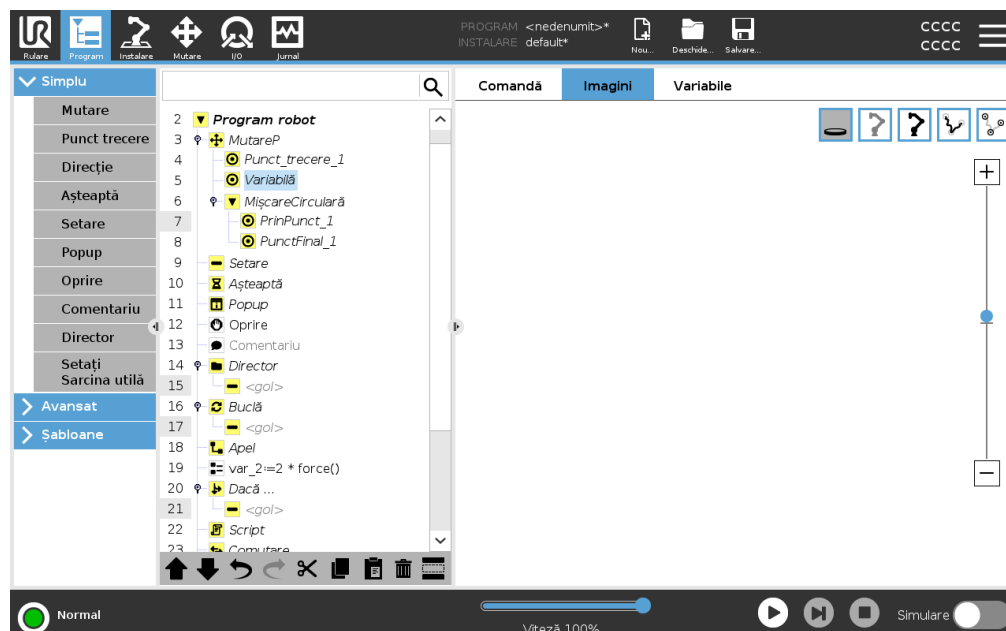 PROGRAM <nedenumit>*
INSTALARE default*
Rulare
Program
Instalare
Mutare
I/O
Jurnal
Nou...
Deschide...
Salvare...
CCCC
CCCC
Simplu
Mutare
Punct trecere
Direcție
Așteaptă
Setare
Popup
Oprire
Comentariu
Director
Setați
Sarcina utilă
Avansat
Șabloane
2 Program robot
3 MutareP
4 Punct_trecere_1
5 Variabilă
6 MișcareCirculară
7 PrinPunct_1
8 PunctFinal_1
9 Setare
10 Așteaptă
11 Popup
12 Oprire
13 Comentariu
14 Director
15 <gol>
16 Buclă
17 <gol>
18 Apel
19 var_2:=2 * force()
20 Dacă ...
21 <gol>
22 Script
23 Comutare
Comandă
Imagini
Variabile
Normal
Viteză 100%
Simulare